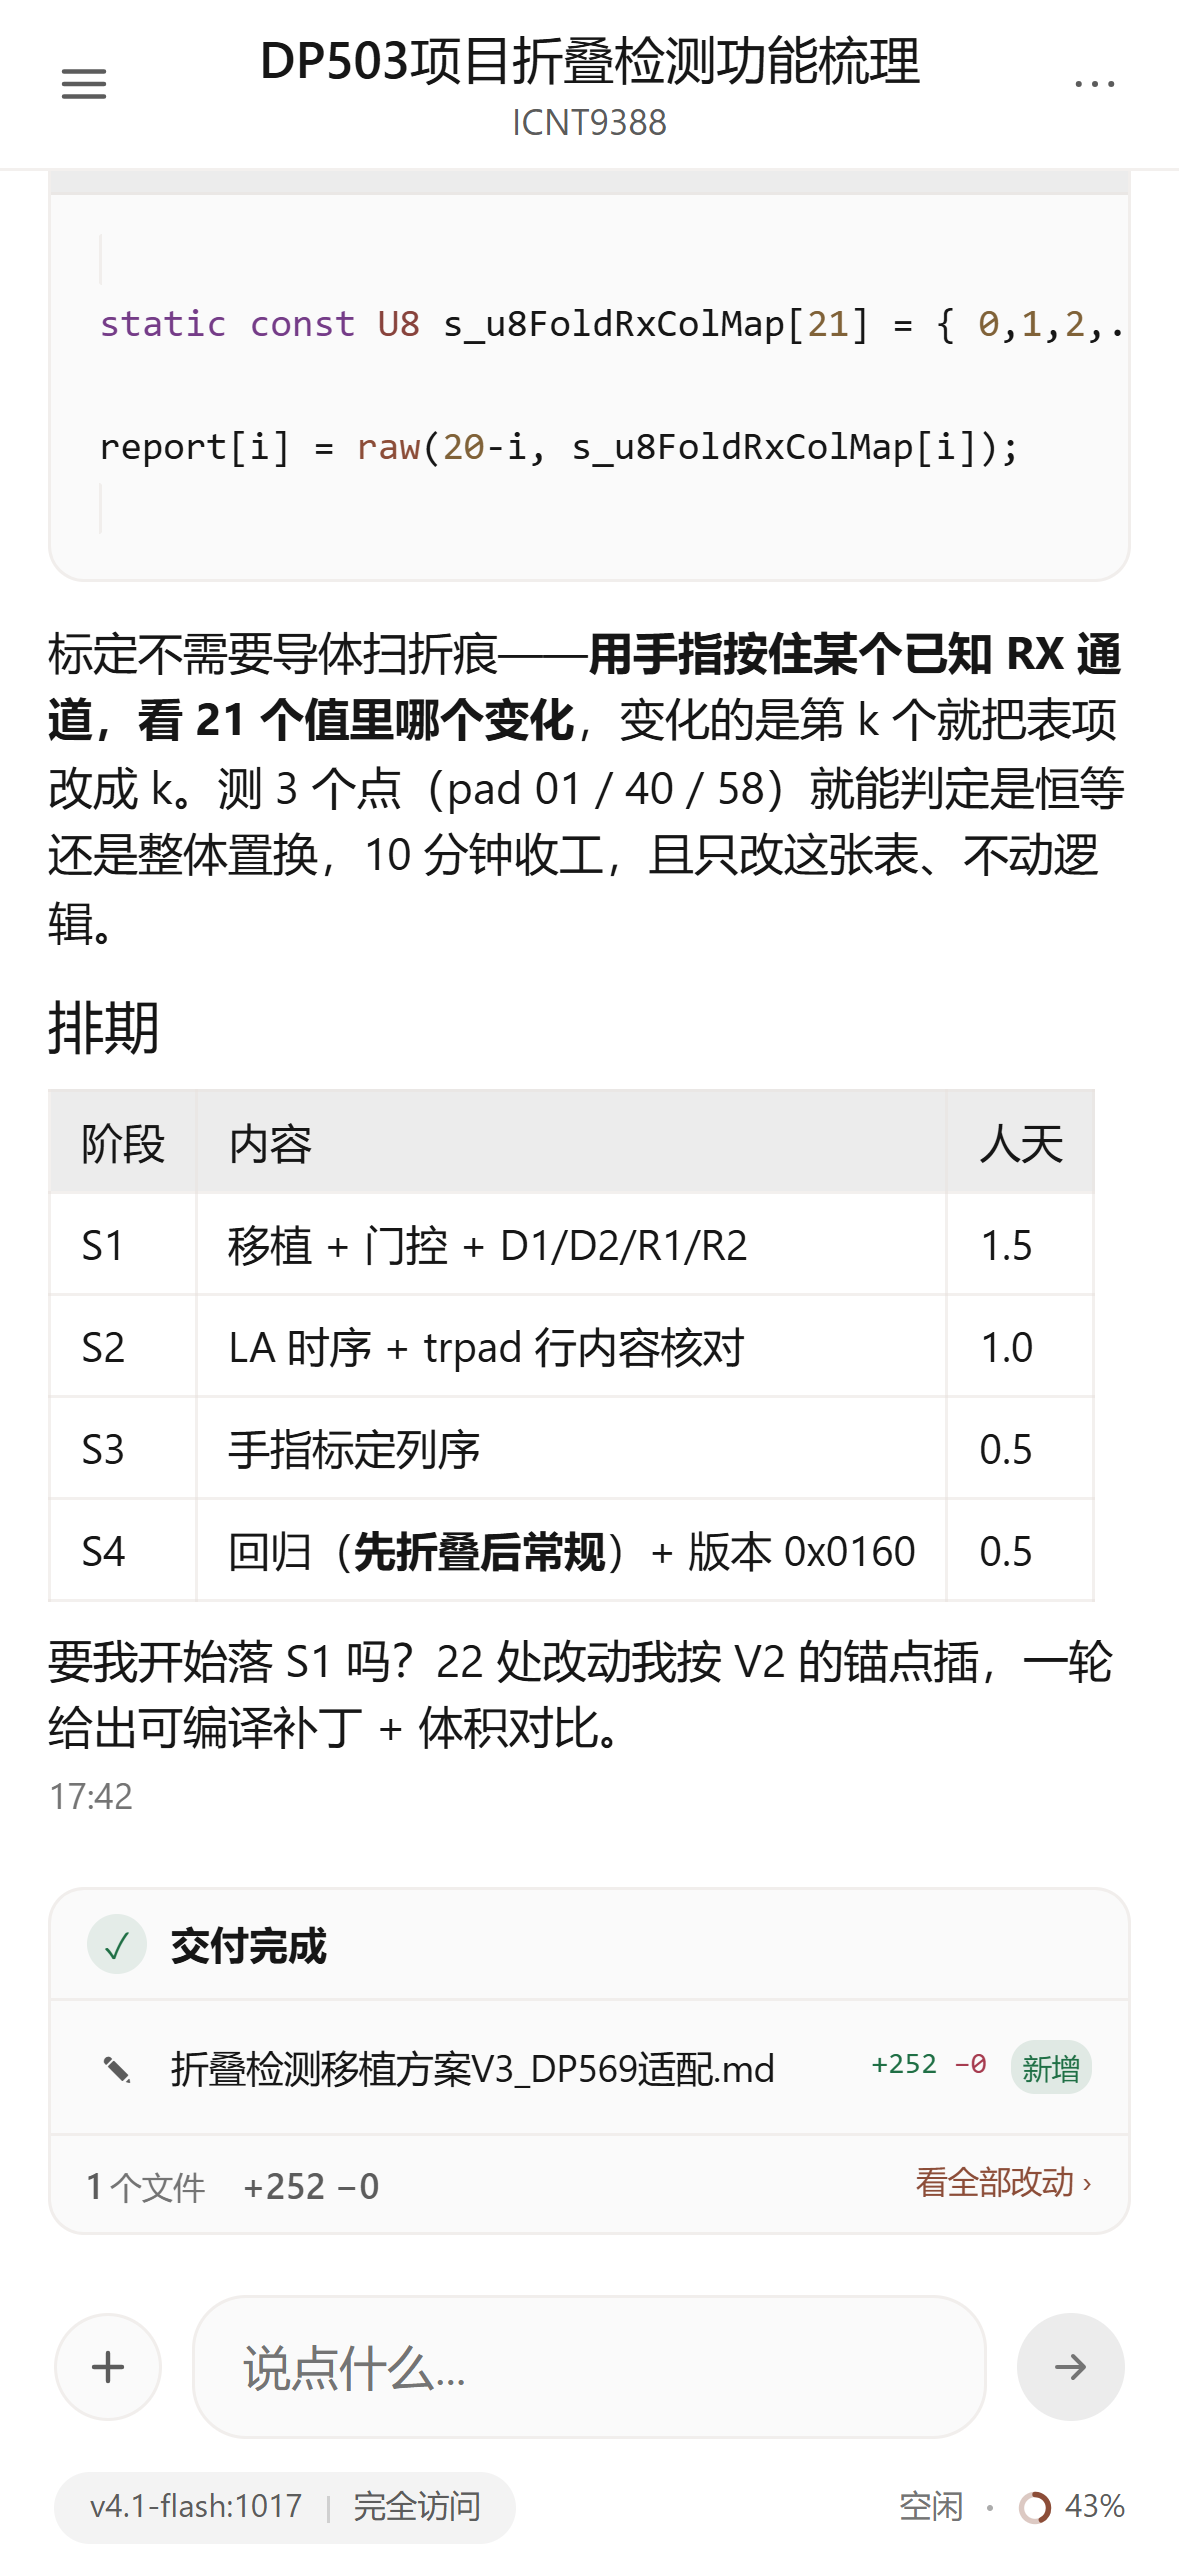 DP503项目折叠检测功能梳理
ICNT9388
static const U8 s_u8FoldRxColMap[21] = { 0,1,2,.
report[i] = raw(20-i, s_u8FoldRxColMap[i]);
标定不需要导体扫折痕——用手指按住某个已知 RX 通
道，看 21 个值里哪个变化，变化的是第 k 个就把表项
改成 k。测 3 个点（pad 01 / 40 / 58）就能判定是恒等
还是整体置换，10 分钟收工，且只改这张表、不动逻
辑。
排期
阶段 内容 人天
S1 移植 + 门控 + D1/D2/R1/R2 1.5
S2 LA 时序 + trpad 行内容核对 1.0
S3 手指标定列序 0.5
S4 回归（先折叠后常规）+ 版本 0x0160 0.5
要我开始落 S1 吗？22 处改动我按 V2 的锚点插，一轮
给出可编译补丁 + 体积对比。
17:42
交付完成
折叠检测移植方案V3_DP569适配.md +252 −0 新增
1 个文件 +252 −0 看全部改动 ›
说点什么...
v4.1-flash:1017 | 完全访问 空闲 · 43%